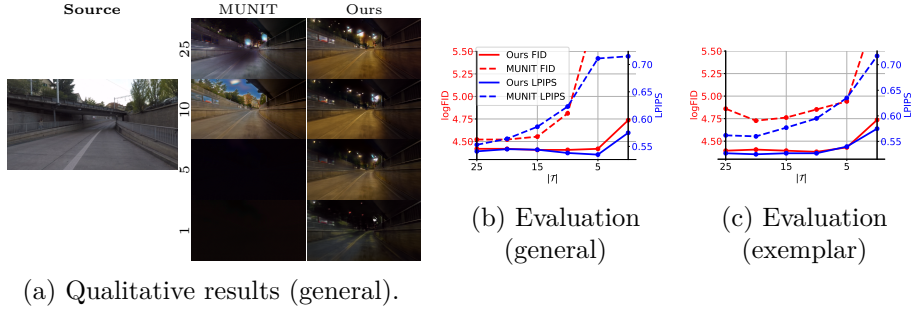 Source
MUNIT
Ours
25
10
5
1
(a) Qualitative results (general).
5.50
5.25
5.00
4.75
4.50
logFID
Ours FID
MUNIT FID
Ours LPIPS
MUNIT LPIPS
0.70
0.65
0.60
0.55
LPIPS
25
15
5
|T|
(b) Evaluation
(general)
5.50
5.25
5.00
4.75
4.50
logFID
0.70
0.65
0.60
0.55
LPIPS
25
15
5
|T|
(c) Evaluation
(exemplar)